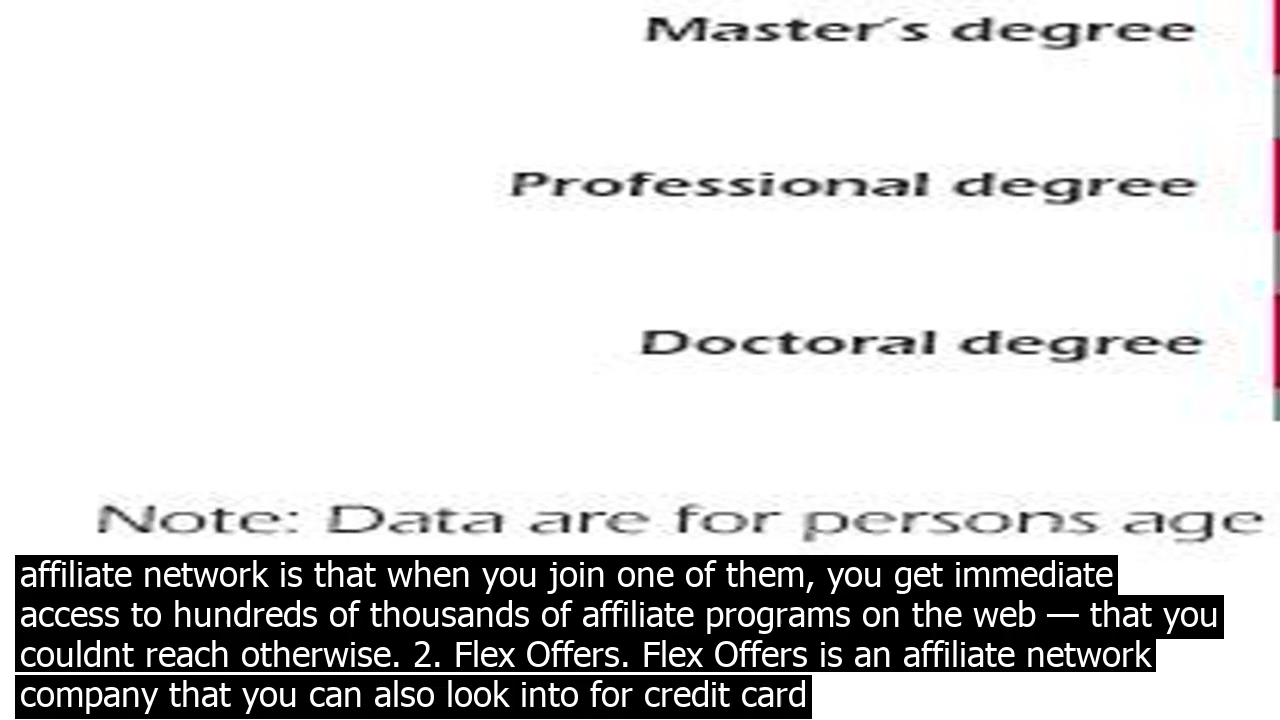 Master's degree
Professional degree
Doctoral degree
Note: Data are for persons age
affiliate network is that when you join one of them, you get immediate
access to hundreds of thousands of affiliate programs on the web — that you
couldnt reach otherwise. 2. Flex Offers. Flex Offers is an affiliate network
company that you can also look into for credit card